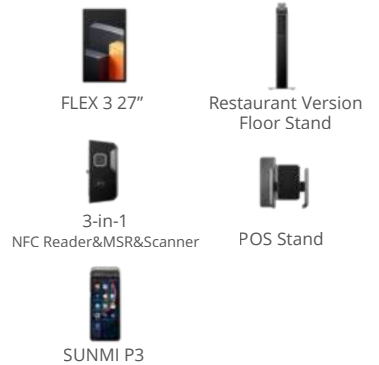 FLEX 3 27”
Restaurant Version
Floor Stand
3-in-1
NFC Reader&MSR&Scanner
POS Stand
SUNMI P3